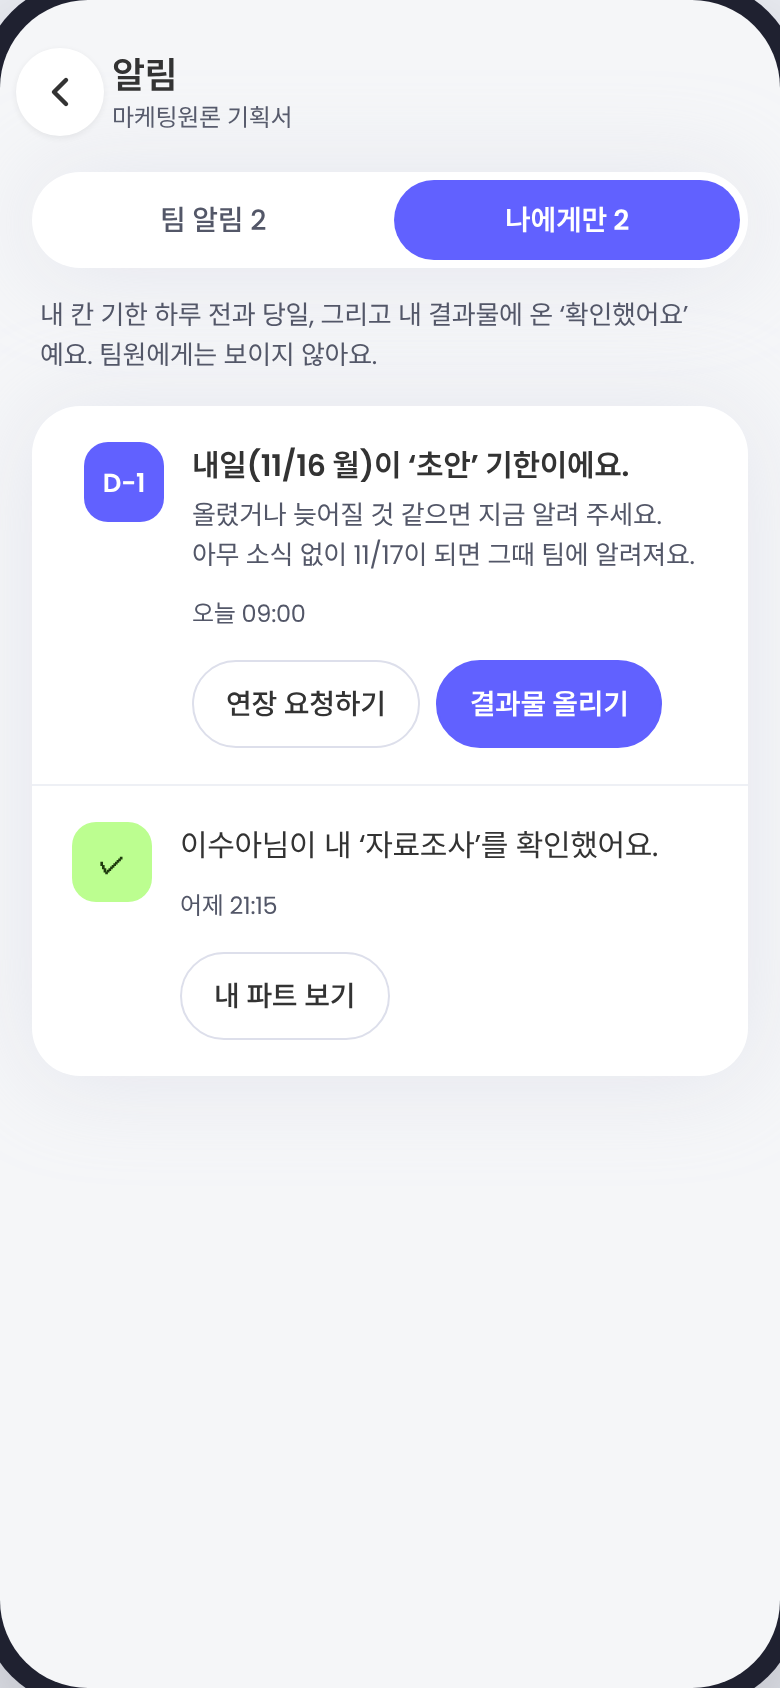 알림
마케팅원론 기획서
팀 알림 2
나에게만 2
내 칸 기한 하루 전과 당일, 그리고 내 결과물에 온 ‘확인했어요’
예요. 팀원에게는 보이지 않아요.
D-1
내일(11/16 월)이 ‘초안’ 기한이에요.
올렸거나 늦어질 것 같으면 지금 알려 주세요.
아무 소식 없이 11/17이 되면 그때 팀에 알려져요.
오늘 09:00
연장 요청하기
결과물 올리기
이수아님이 내 ‘자료조사’를 확인했어요.
어제 21:15
내 파트 보기